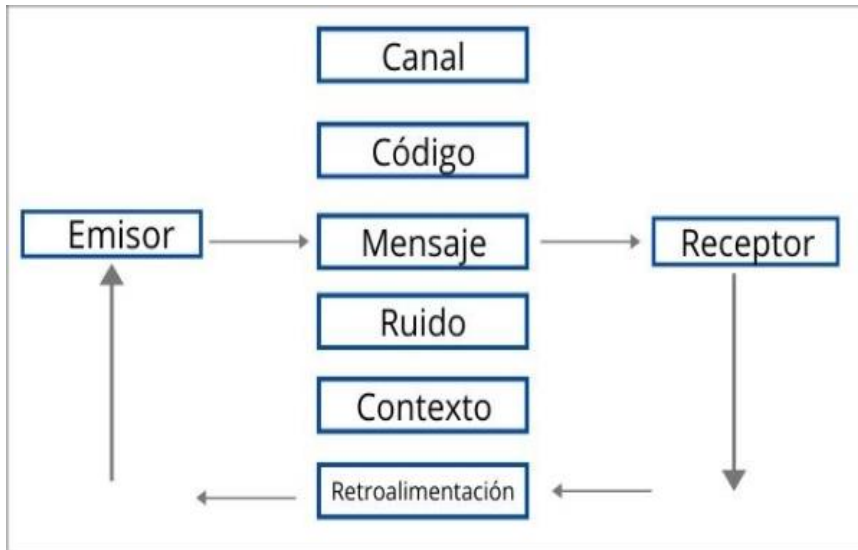 Canal
Código
Emisor
Mensaje
Receptor
Ruido
Contexto
Retroalimentación